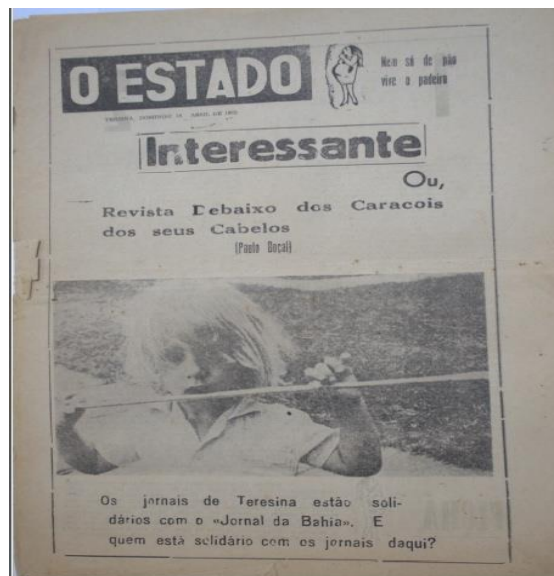 O ESTADO
Nem só de pão
vive o padeiro
Interessante
Ou,
Revista Debaixo dos Caracois
dos seus Cabelos
(Paulo Boçal)
Os jornais de Teresina estão soli-
dários com o «Jornal da Bahia». E
quem está solidário com os jornais daqui?